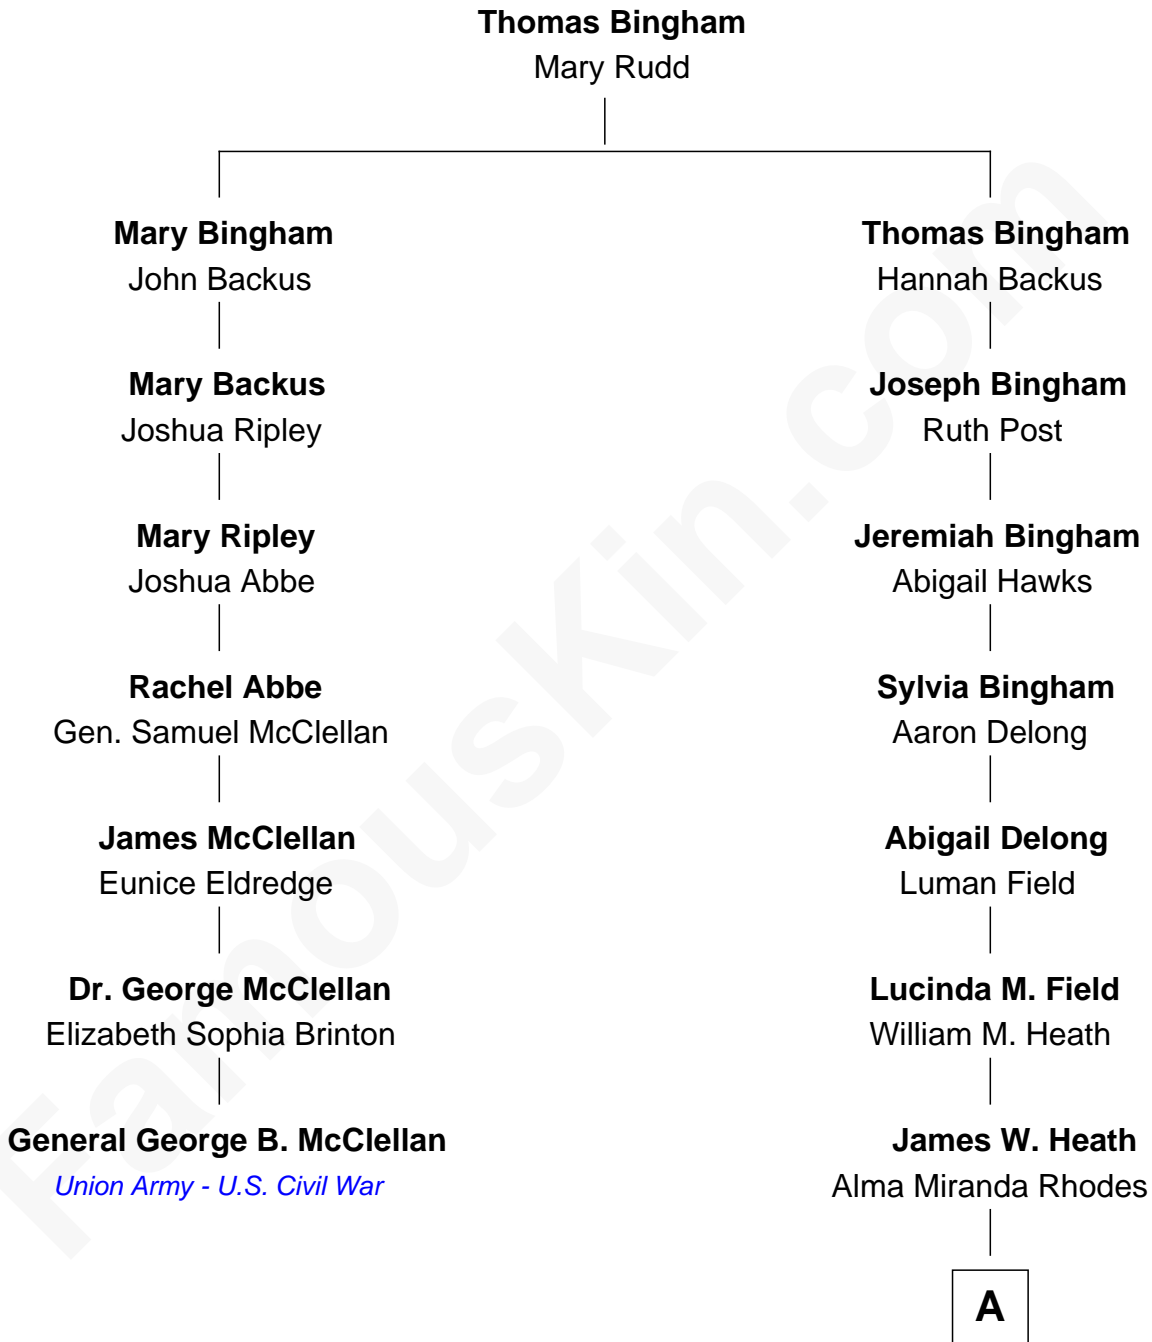 Thomas Bingham
Mary Rudd
Mary Bingham
John Backus
Mary Backus
Joshua Ripley
Mary Ripley
Joshua Abbe
Rachel Abbe
Gen. Samuel McClellan
James McClellan
Eunice Eldredge
Dr. George McClellan
Elizabeth Sophia Brinton
General George B. McClellan
Union Army - U.S. Civil War
Thomas Bingham
Hannah Backus
Joseph Bingham
Ruth Post
Jeremiah Bingham
Abigail Hawks
Sylvia Bingham
Aaron Delong
Abigail Delong
Luman Field
Lucinda M. Field
William M. Heath
James W. Heath
Alma Miranda Rhodes
A
FamousKin.com